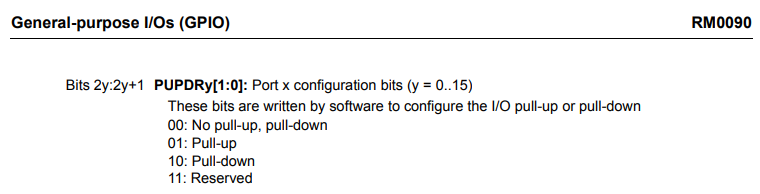 General-purpose I/Os (GPIO) RM0090
Bits 2y:2y+1 PUPDRy[1:0]: Port x configuration bits (y = 0..15)
These bits are written by software to configure the I/O pull-up or pull-down
00: No pull-up, pull-down
01: Pull-up
10: Pull-down
11: Reserved